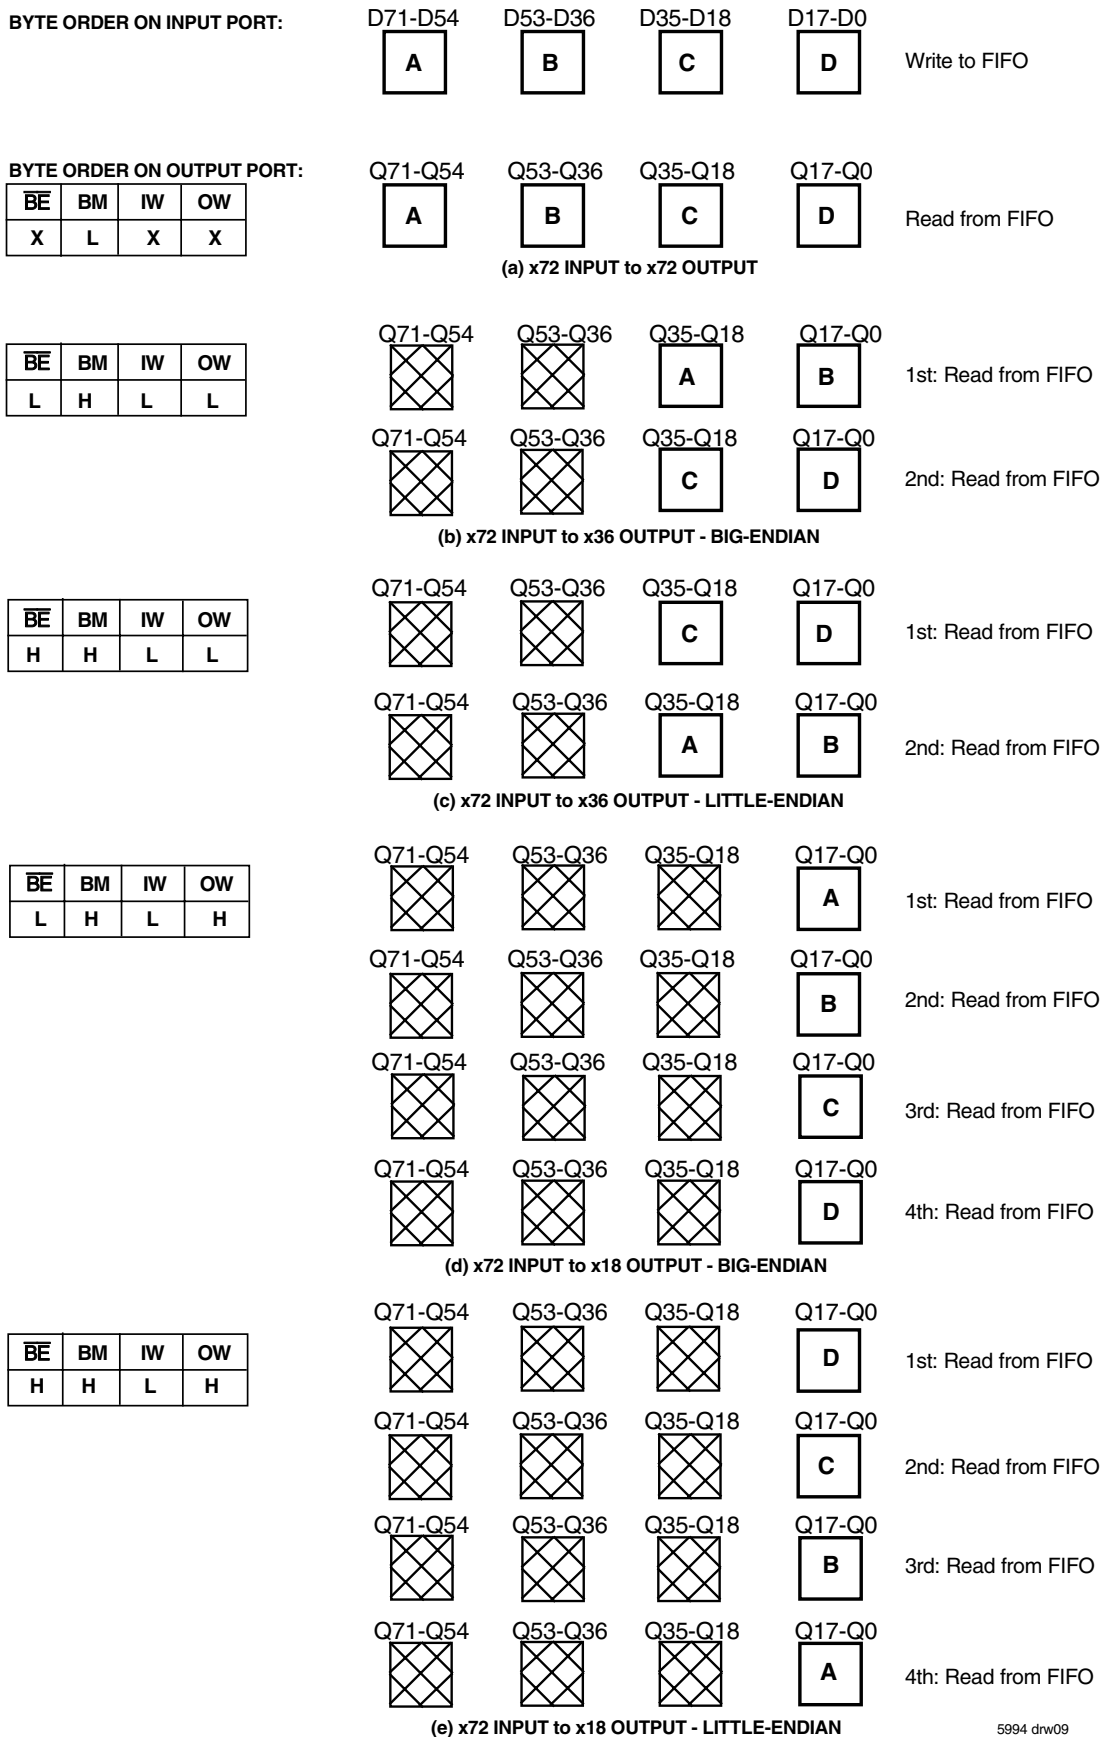 BYTE ORDER ON INPUT PORT:
D71-D54 D53-D36 D35-D18 D17-D0
A B C D Write to FIFO
BYTE ORDER ON OUTPUT PORT:
Q71-Q54 Q53-Q36 Q35-Q18 Q17-Q0
BE BM IW OW
X L X X
A B C D Read from FIFO
(a) x72 INPUT to x72 OUTPUT
Q71-Q54 Q53-Q36 Q35-Q18 Q17-Q0
BE BM IW OW
L H L L
A B 1st: Read from FIFO
Q71-Q54 Q53-Q36 Q35-Q18 Q17-Q0
C D 2nd: Read from FIFO
(b) x72 INPUT to x36 OUTPUT - BIG-ENDIAN
Q71-Q54 Q53-Q36 Q35-Q18 Q17-Q0
BE BM IW OW
H H L L
C D 1st: Read from FIFO
Q71-Q54 Q53-Q36 Q35-Q18 Q17-Q0
A B 2nd: Read from FIFO
(c) x72 INPUT to x36 OUTPUT - LITTLE-ENDIAN
Q71-Q54 Q53-Q36 Q35-Q18 Q17-Q0
BE BM IW OW
L H L H
A 1st: Read from FIFO
Q71-Q54 Q53-Q36 Q35-Q18 Q17-Q0
B 2nd: Read from FIFO
Q71-Q54 Q53-Q36 Q35-Q18 Q17-Q0
C 3rd: Read from FIFO
Q71-Q54 Q53-Q36 Q35-Q18 Q17-Q0
D 4th: Read from FIFO
(d) x72 INPUT to x18 OUTPUT - BIG-ENDIAN
Q71-Q54 Q53-Q36 Q35-Q18 Q17-Q0
BE BM IW OW
H H L H
D 1st: Read from FIFO
Q71-Q54 Q53-Q36 Q35-Q18 Q17-Q0
C 2nd: Read from FIFO
Q71-Q54 Q53-Q36 Q35-Q18 Q17-Q0
B 3rd: Read from FIFO
Q71-Q54 Q53-Q36 Q35-Q18 Q17-Q0
A 4th: Read from FIFO
(e) x72 INPUT to x18 OUTPUT - LITTLE-ENDIAN
5994 drw09